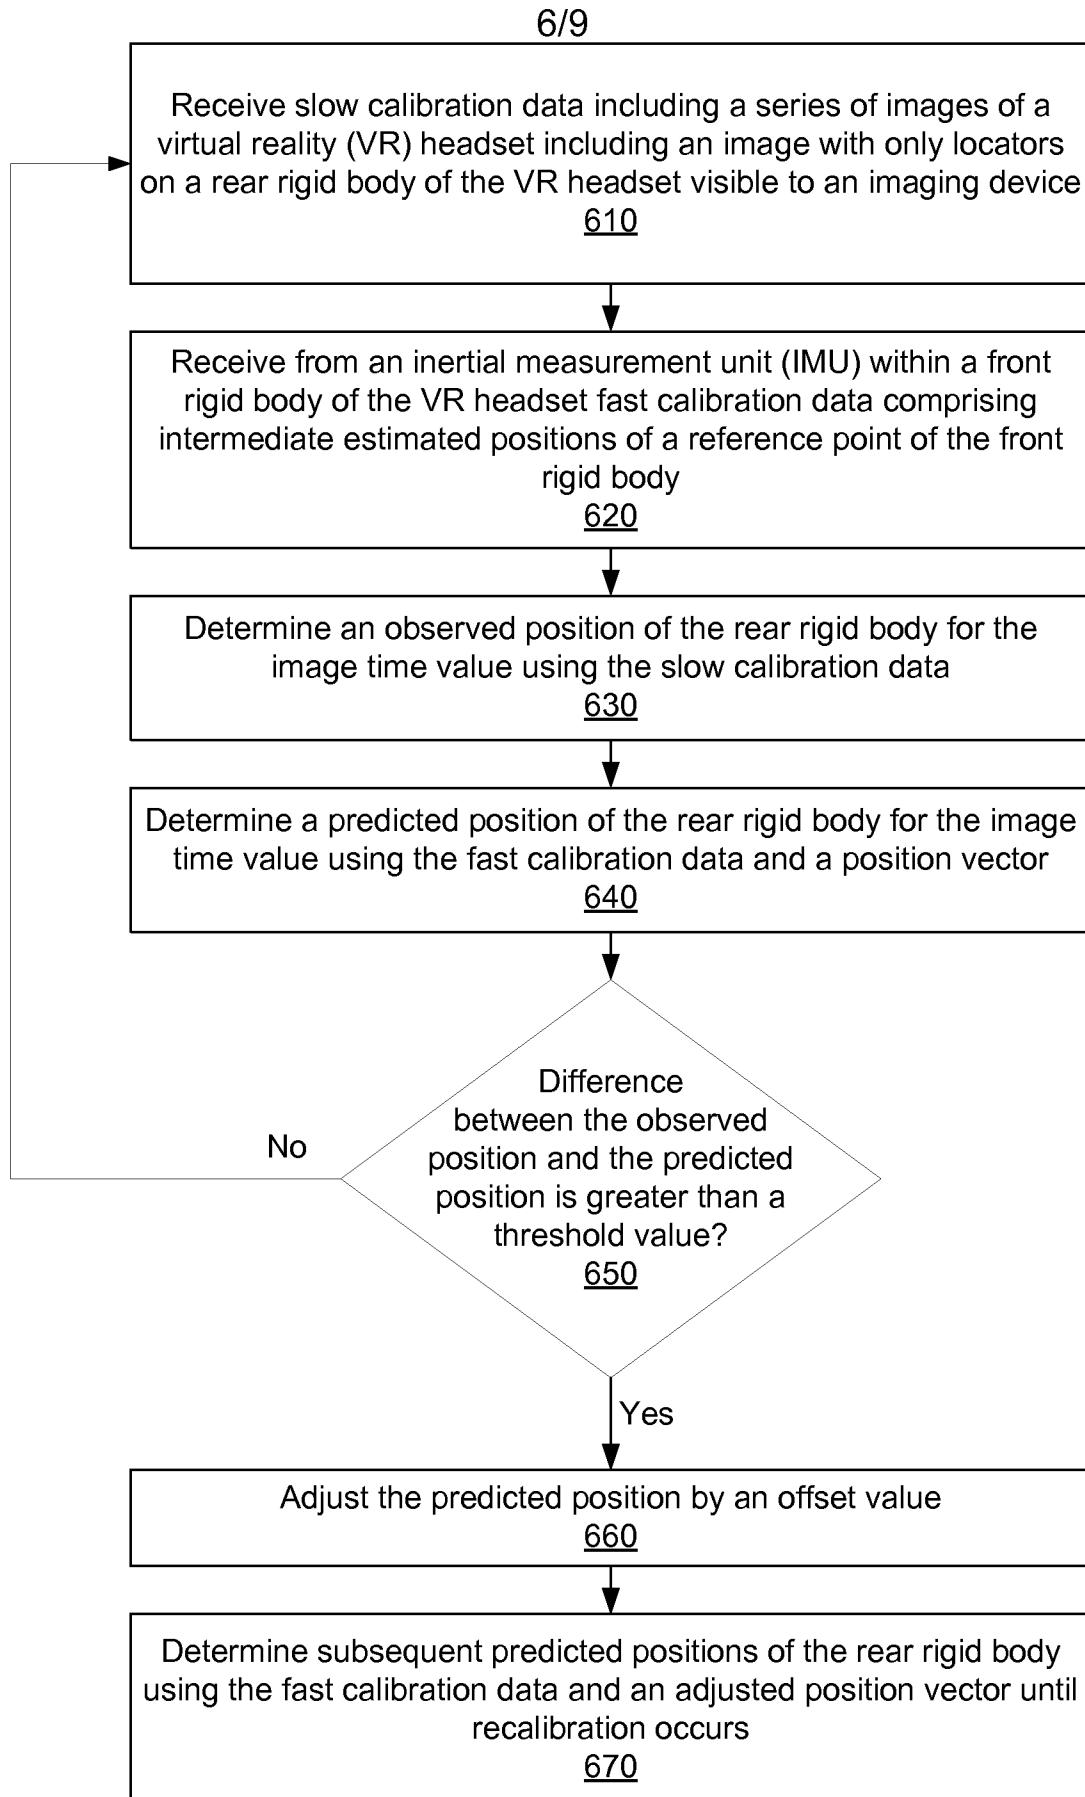 6/9
Receive slow calibration data including a series of images of a
virtual reality (VR) headset including an image with only locators
on a rear rigid body of the VR headset visible to an imaging device
610
Receive from an inertial measurement unit (IMU) within a front
rigid body of the VR headset fast calibration data comprising
intermediate estimated positions of a reference point of the front
rigid body
620
Determine an observed position of the rear rigid body for the
image time value using the slow calibration data
630
Determine a predicted position of the rear rigid body for the image
time value using the fast calibration data and a position vector
640
Difference
between the observed
position and the predicted
position is greater than a
threshold value?
650
No
Yes
Adjust the predicted position by an offset value
660
Determine subsequent predicted positions of the rear rigid body
using the fast calibration data and an adjusted position vector until
recalibration occurs
670